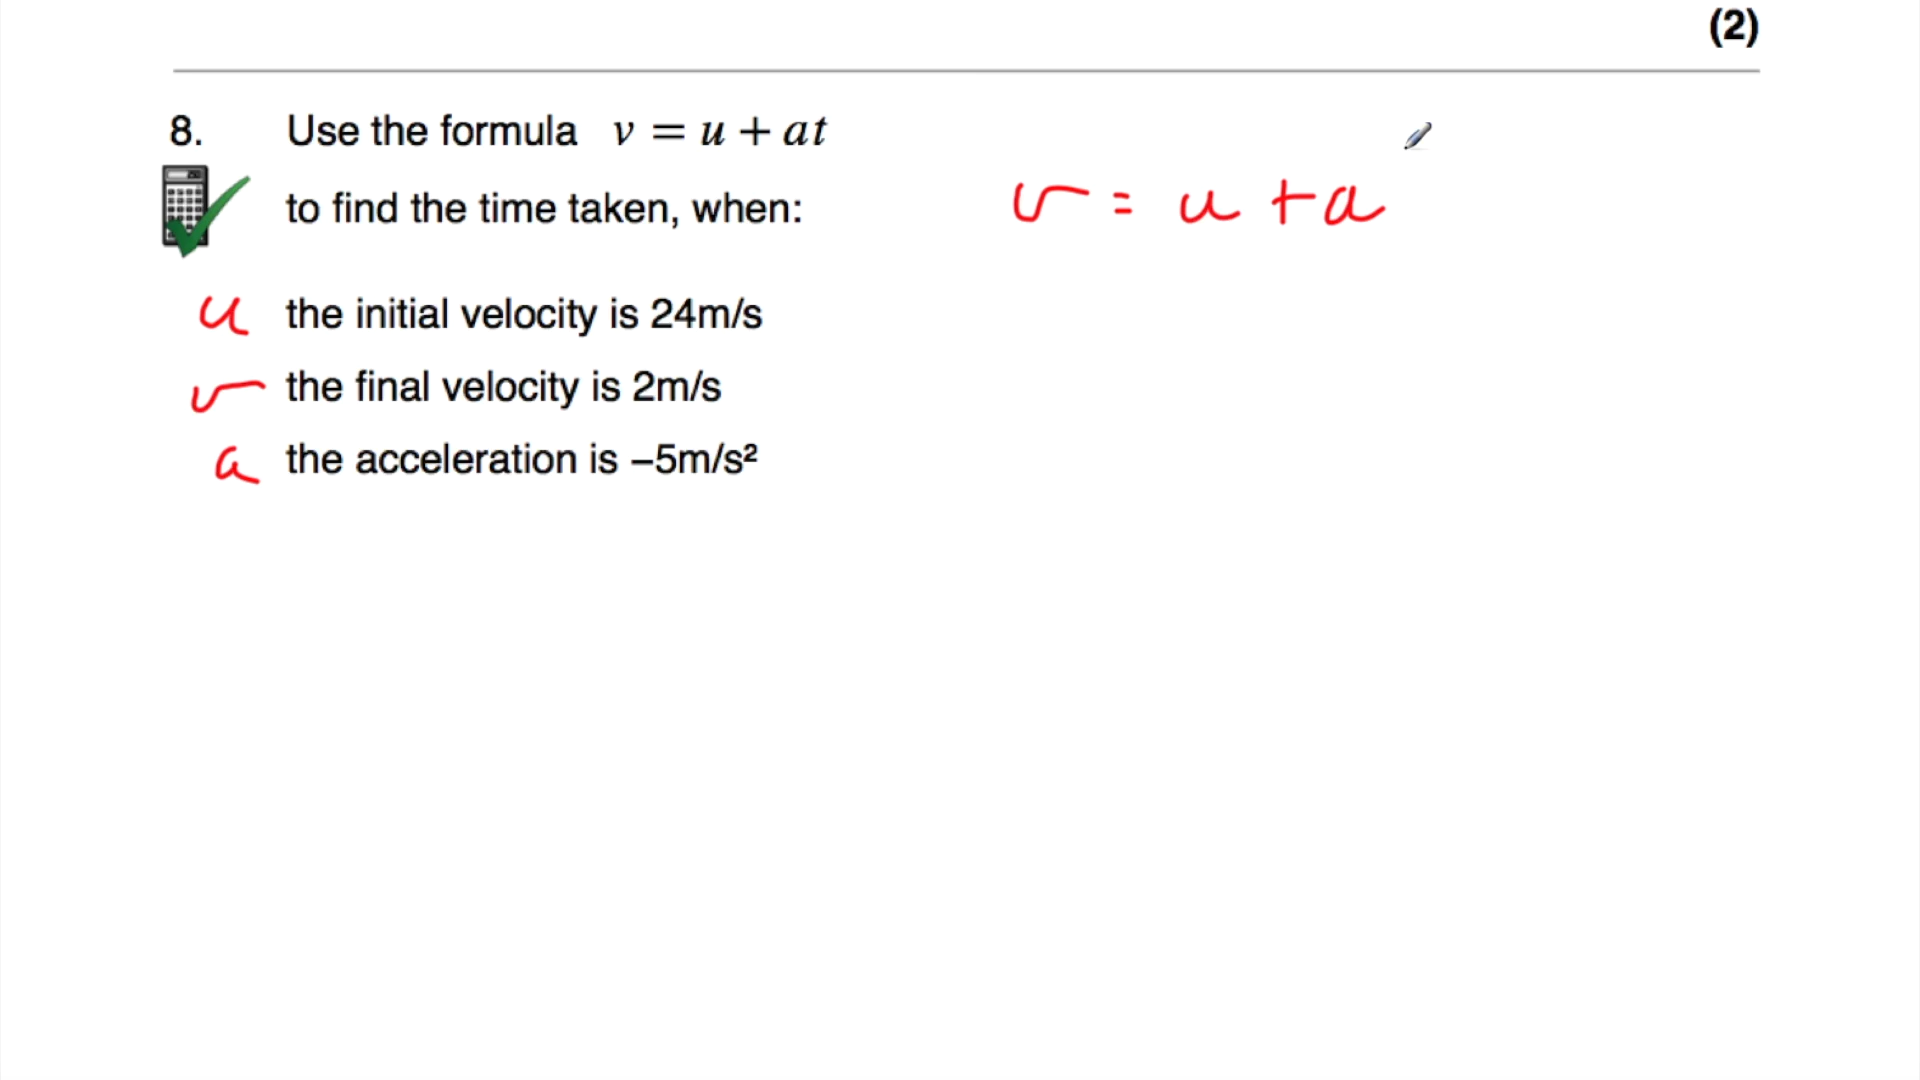 (2)
8. Use the formula v = u + at
to find the time taken, when:
v = u + a
u the initial velocity is 24m/s
v the final velocity is 2m/s
a the acceleration is –5m/s²